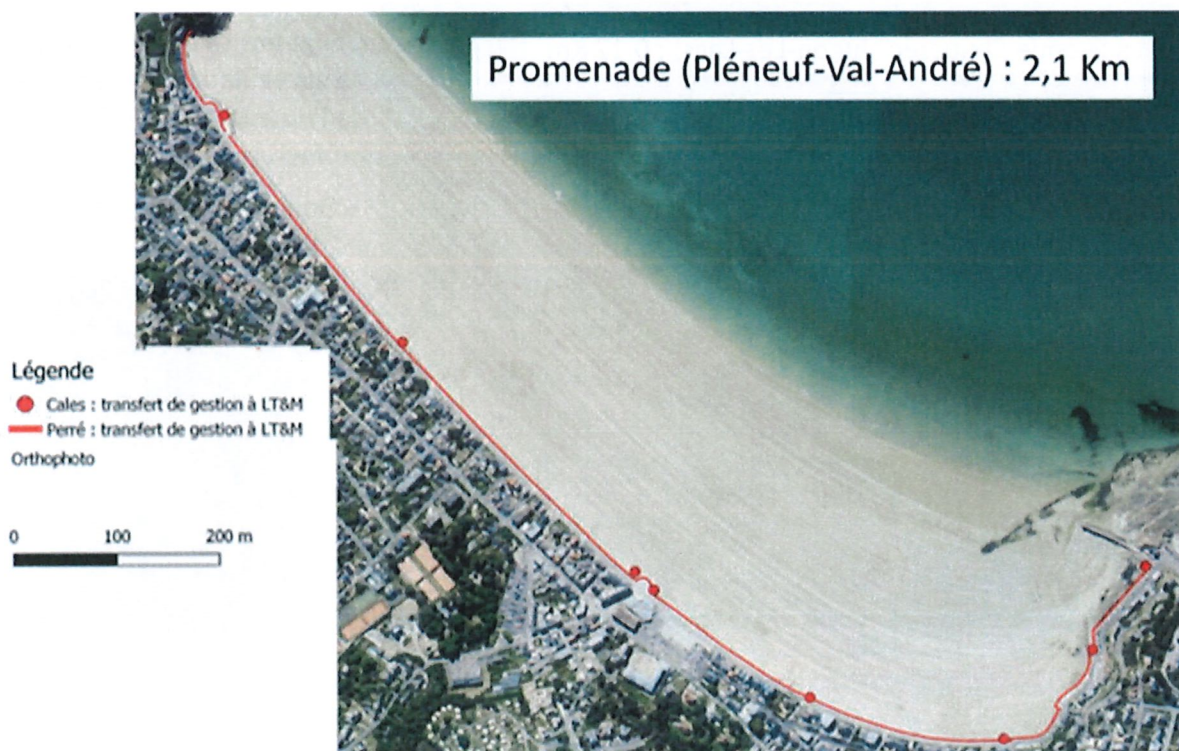 Promenade (Pléneuf-Val-André) : 2,1 Km
Légende
Cales : transfert de gestion à LT&M
Perré : transfert de gestion à LT&M
Orthophoto
0 100 200 m